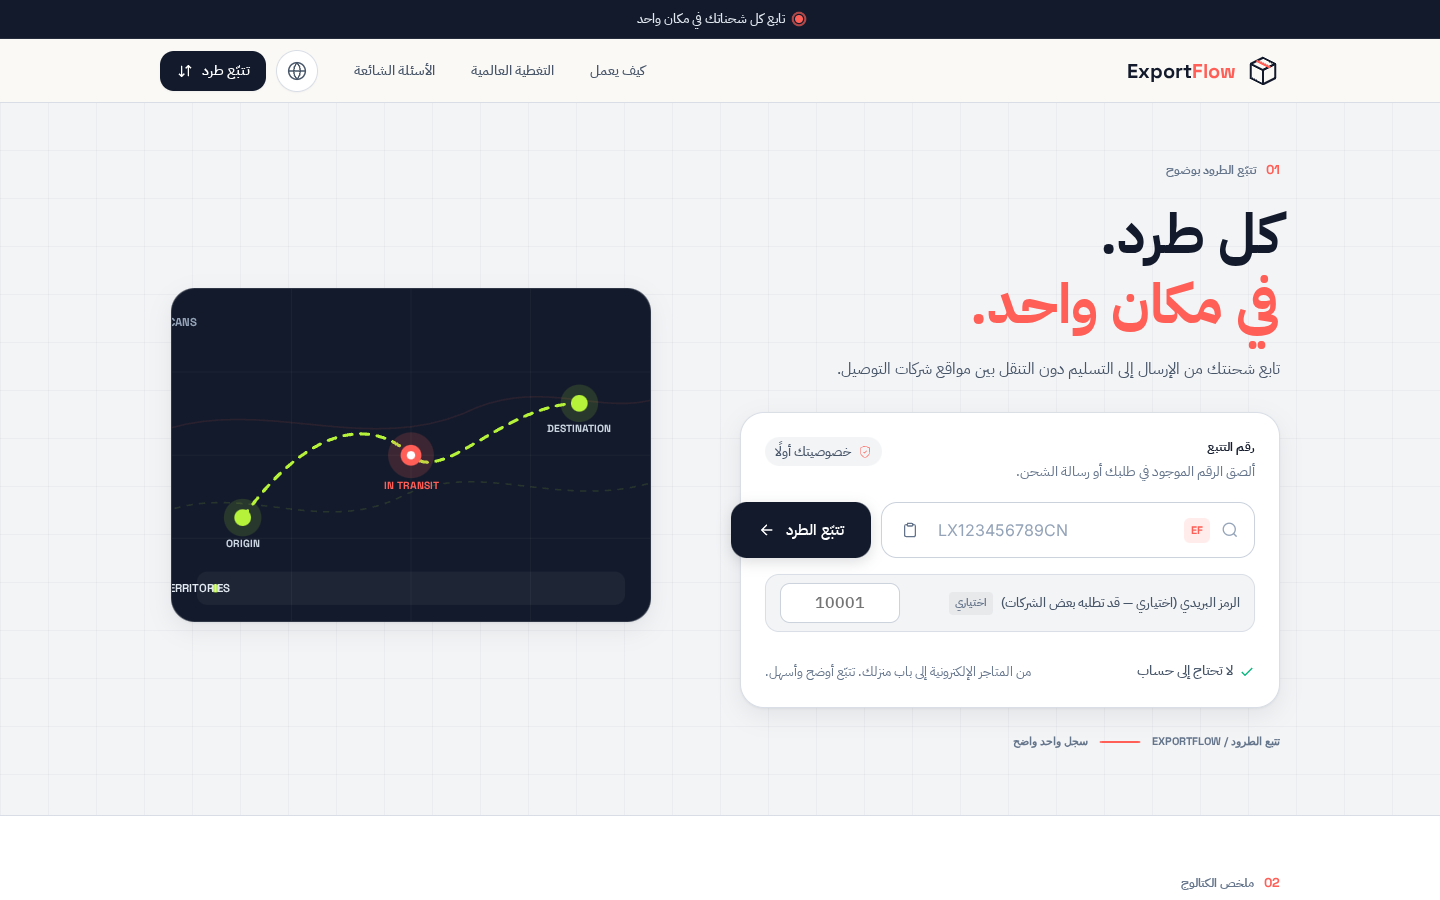 تابع كل شحناتك في مكان واحد
ExportFlow
كيف يعمل
التغطية العالمية
الأسئلة الشائعة
تتبّع طرد
01 تتبّع الطرود بوضوح
كل طرد.
في مكان واحد.
تابع شحنتك من الإرسال إلى التسليم دون التنقل بين مواقع شركات التوصيل.
رقم التتبع
خصوصيتك أولًا
ألصق الرقم الموجود في طلبك أو رسالة الشحن.
EF
LX123456789CN
تتبّع الطرد
الرمز البريدي (اختياري — قد تطلبه بعض الشركات)
اختياري
10001
لا تحتاج إلى حساب
من المتاجر الإلكترونية إلى باب منزلك. تتبّع أوضح وأسهل.
تتبع الطرود / EXPORTFLOW
سجل واحد واضح
DESTINATION
IN TRANSIT
ORIGIN
02 ملخص الكتالوج